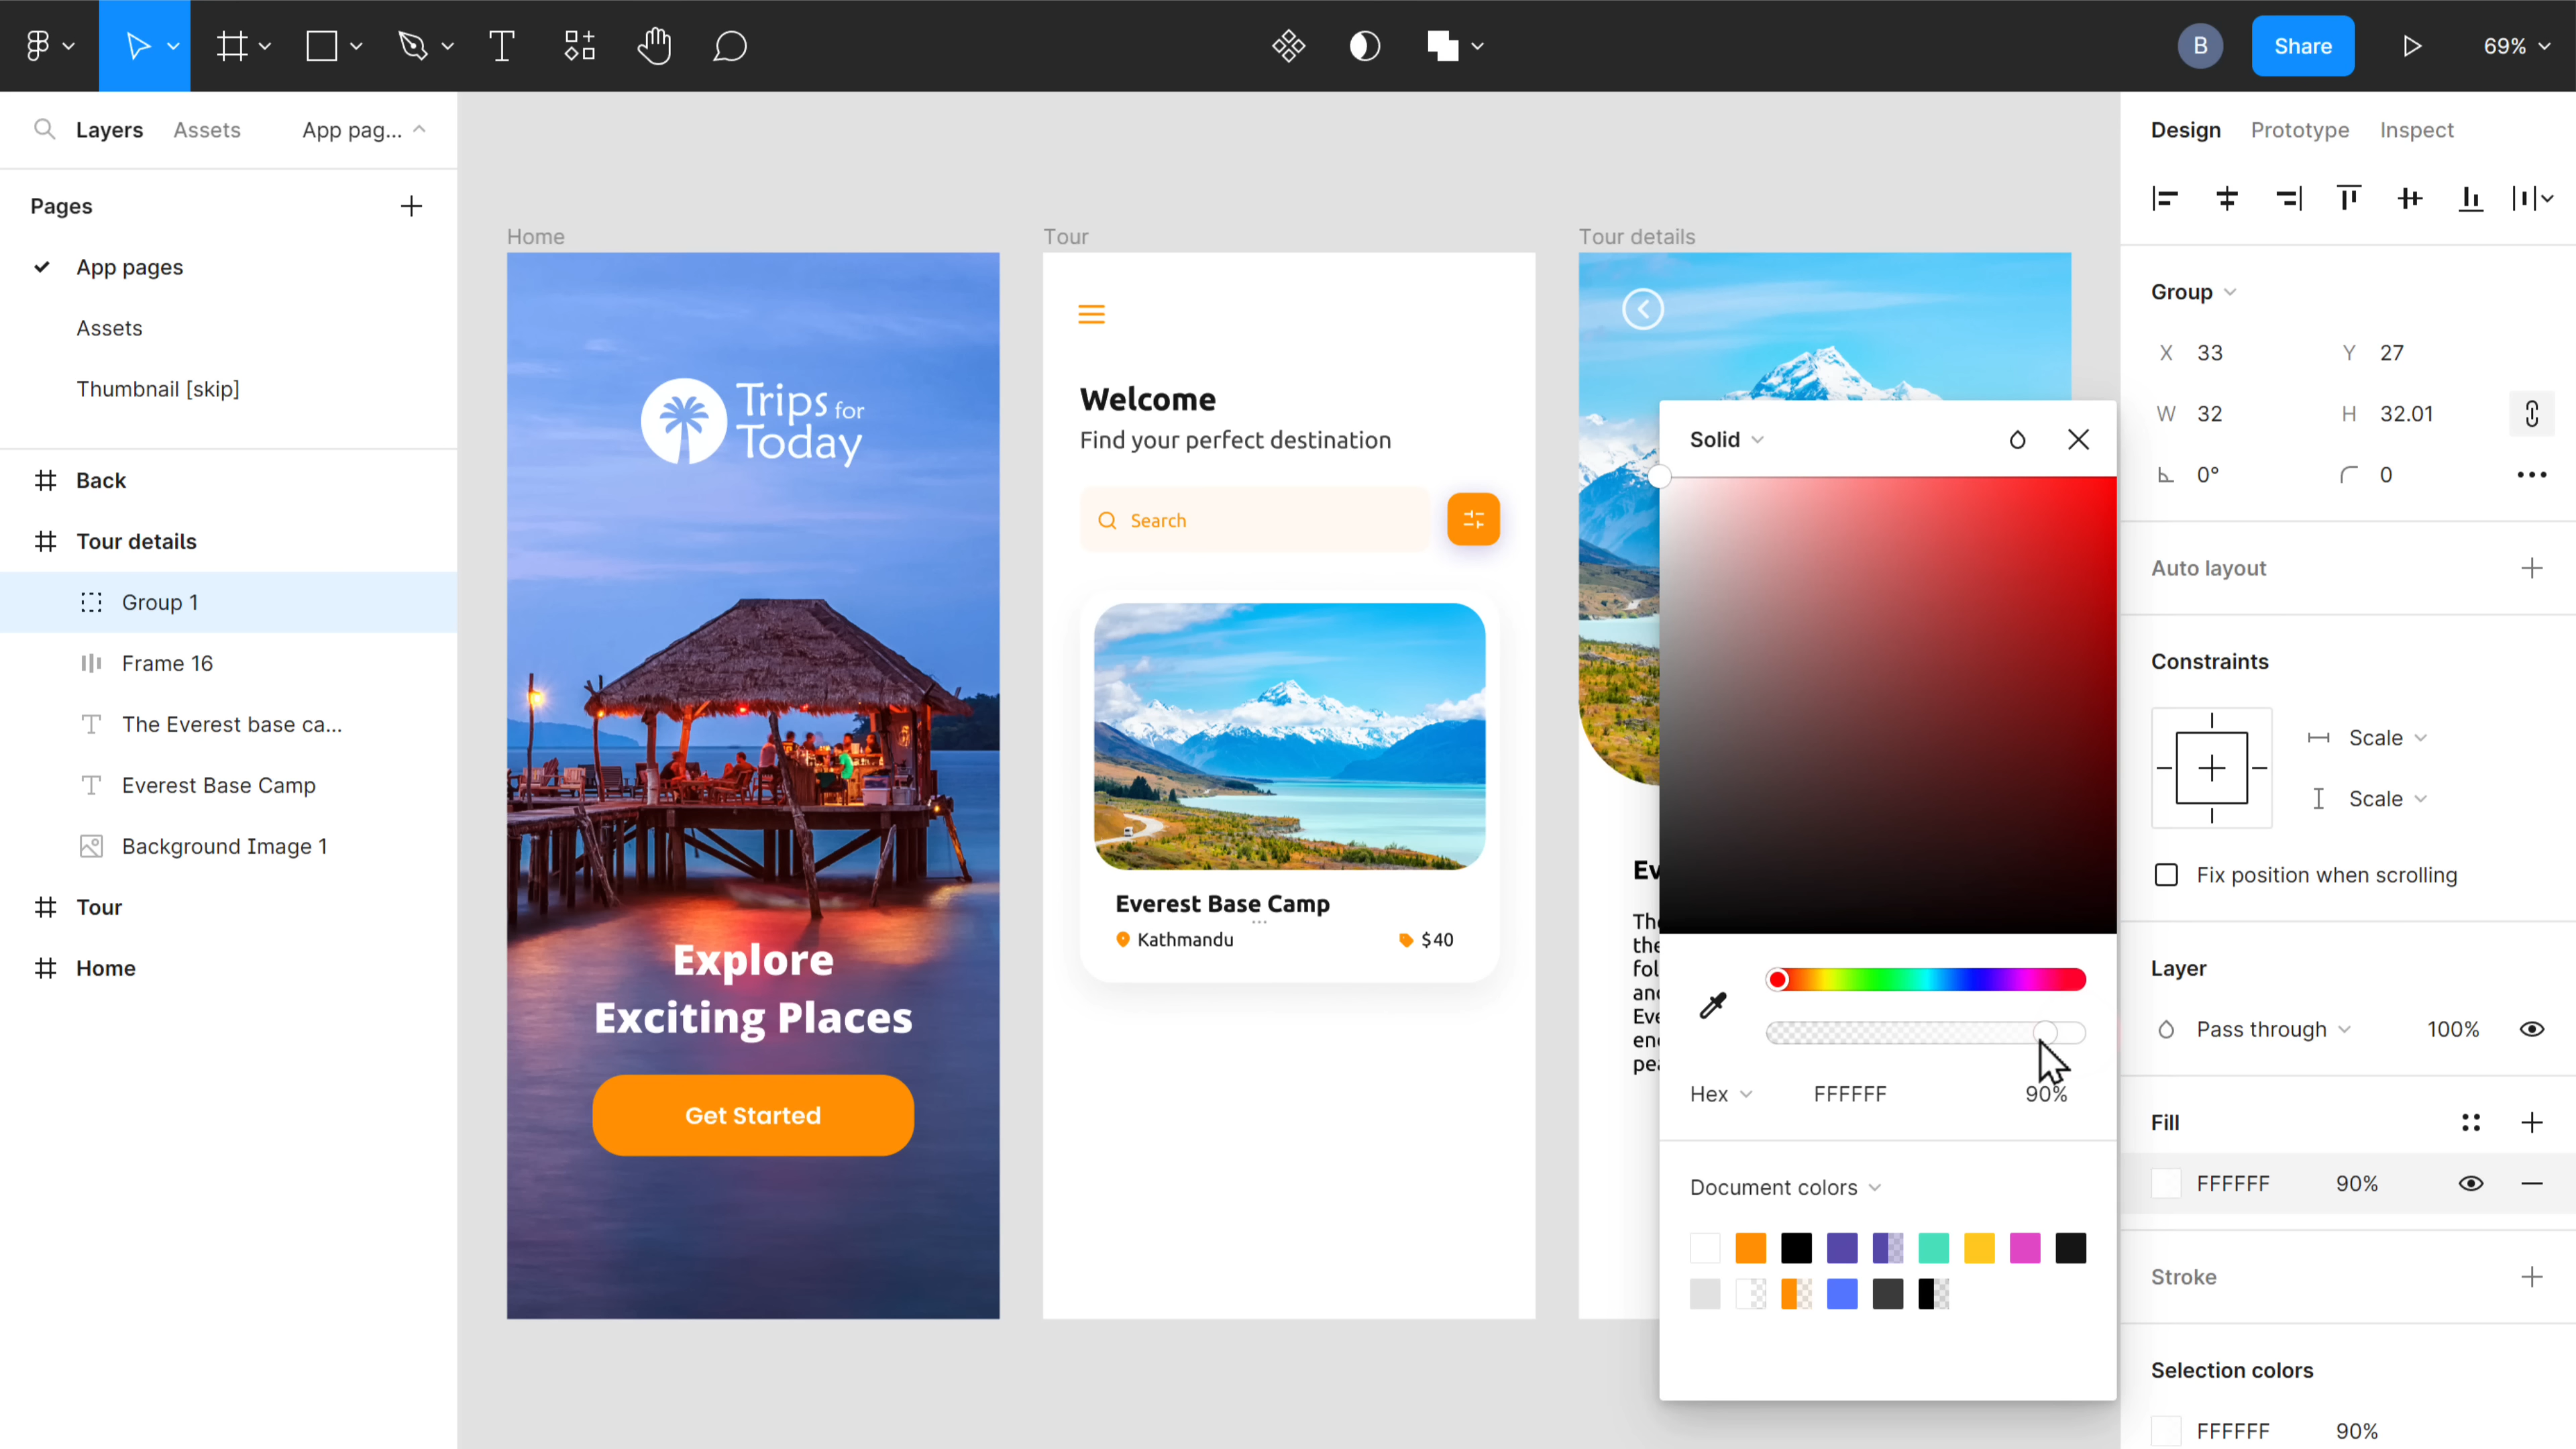 B
Share
69%
Layers
Assets
App pag...
Pages
App pages
Assets
Thumbnail [skip]
Back
Tour details
Group 1
Frame 16
The Everest base ca...
Everest Base Camp
Background Image 1
Tour
Home
Home
Trips for
Today
Explore
Exciting Places
Get Started
Tour
Welcome
Find your perfect destination
Search
Everest Base Camp
Kathmandu
$40
Tour details
Solid
Hex
FFFFFF
90%
Document colors
Design
Prototype
Inspect
Group
X 33
Y 27
W 32
H 32.01
0°
0
Auto layout
Constraints
Scale
Scale
Fix position when scrolling
Layer
Pass through
100%
Fill
FFFFFF
90%
Stroke
Selection colors
FFFFFF
90%